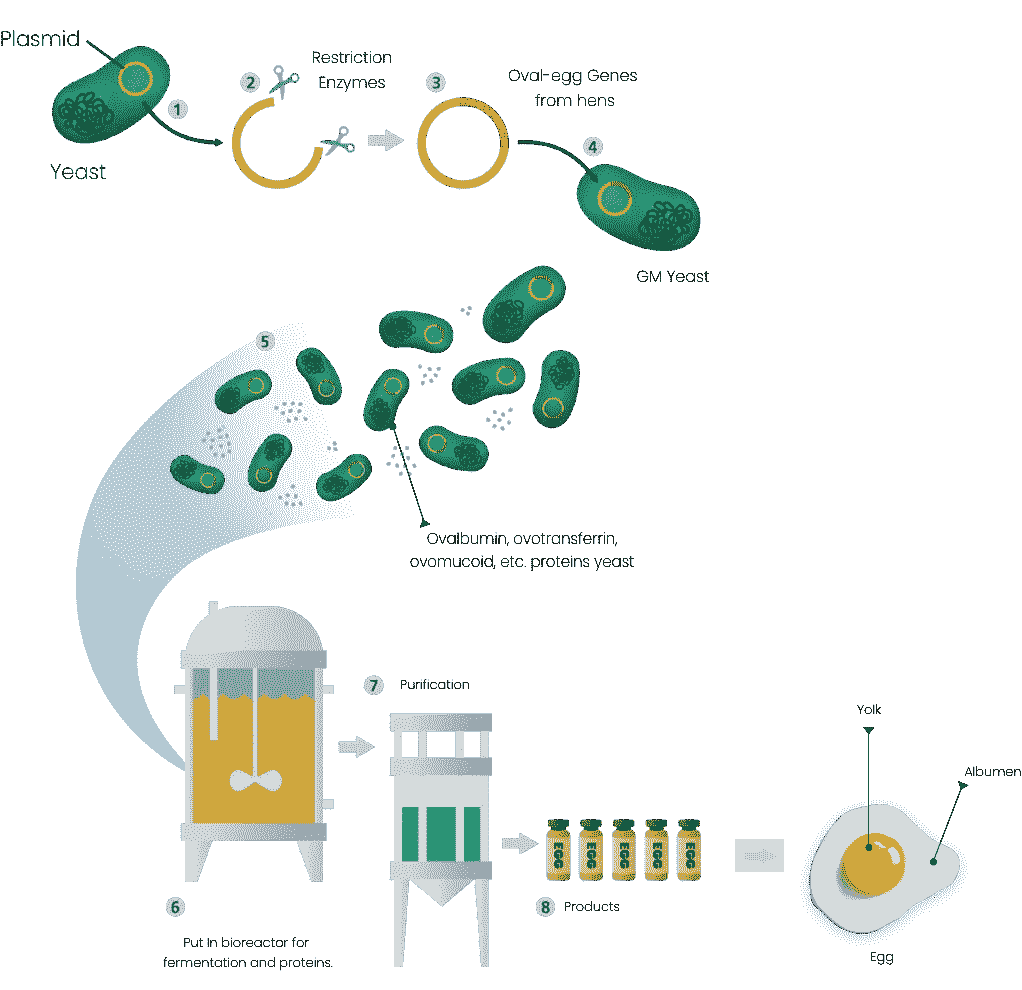 Plasmid
1
Yeast
2
Restriction
Enzymes
3
Oval-egg Genes
from hens
4
GM Yeast
5
Ovalbumin, ovotransferrin,
ovomucoid, etc. proteins yeast
6
Put In bioreactor for
fermentation and proteins.
7 Purification
EGG EGG EGG EGG EGG
8 Products
Yolk
Albumen
Egg